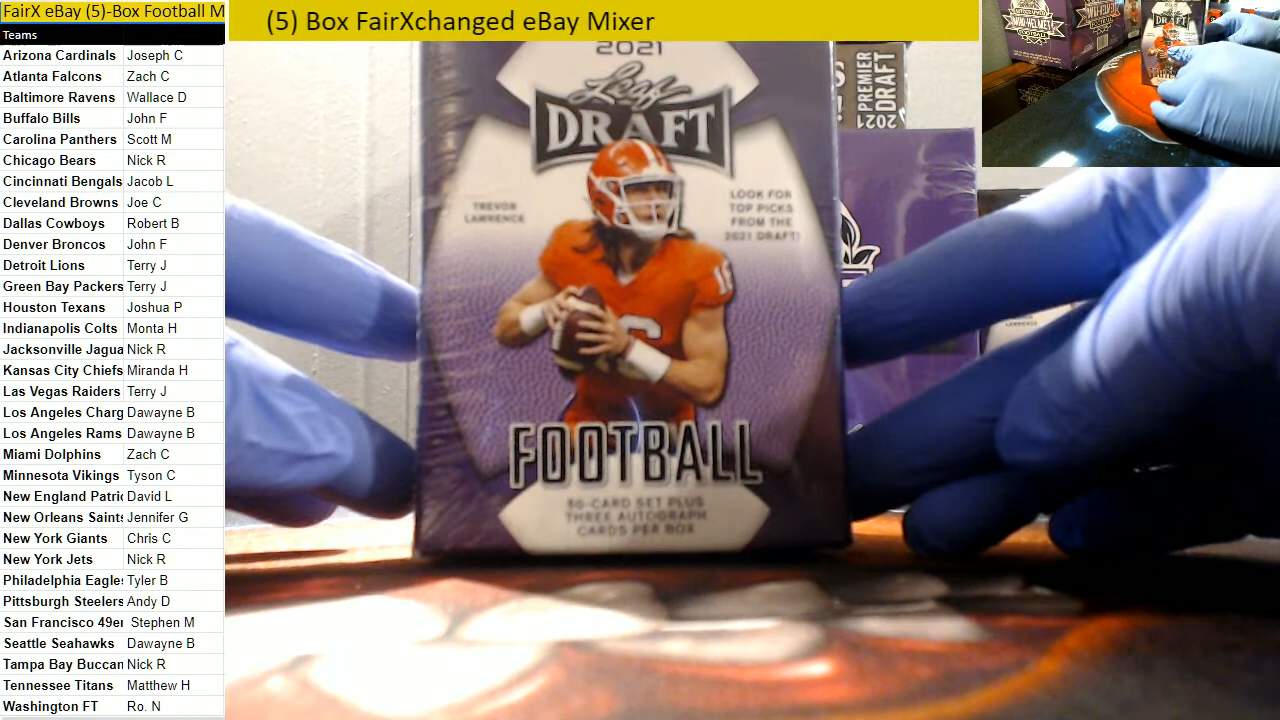 FairX eBay (5)-Box Football M
Teams
Arizona Cardinals Joseph C
Atlanta Falcons Zach C
Baltimore Ravens Wallace D
Buffalo Bills John F
Carolina Panthers Scott M
Chicago Bears Nick R
Cincinnati Bengals Jacob L
Cleveland Browns Joe C
Dallas Cowboys Robert B
Denver Broncos John F
Detroit Lions Terry J
Green Bay Packers Terry J
Houston Texans Joshua P
Indianapolis Colts Monta H
Jacksonville Jagua Nick R
Kansas City Chiefs Miranda H
Las Vegas Raiders Terry J
Los Angeles Charg Dawayne B
Los Angeles Rams Dawayne B
Miami Dolphins Zach C
Minnesota Vikings Tyson C
New England Patri David L
New Orleans Saints Jennifer G
New York Giants Chris C
New York Jets Nick R
Philadelphia Eagles Tyler B
Pittsburgh Steelers Andy D
San Francisco 49er Stephen M
Seattle Seahawks Dawayne B
Tampa Bay Buccan Nick R
Tennessee Titans Matthew H
Washington FT Ro. N
(5) Box FairXchanged eBay Mixer
2021
Leaf
DRAFT
TREVOR
LAWRENCE
LOOK FOR
TOP PICKS
FROM THE
2021 DRAFT!
16
FOOTBALL
50-CARD SET PLUS
THREE AUTOGRAPH
CARDS PER BOX
2021
PREMIER
DRAFT
MINI-HELMET
FOOTBALL
DRAFT